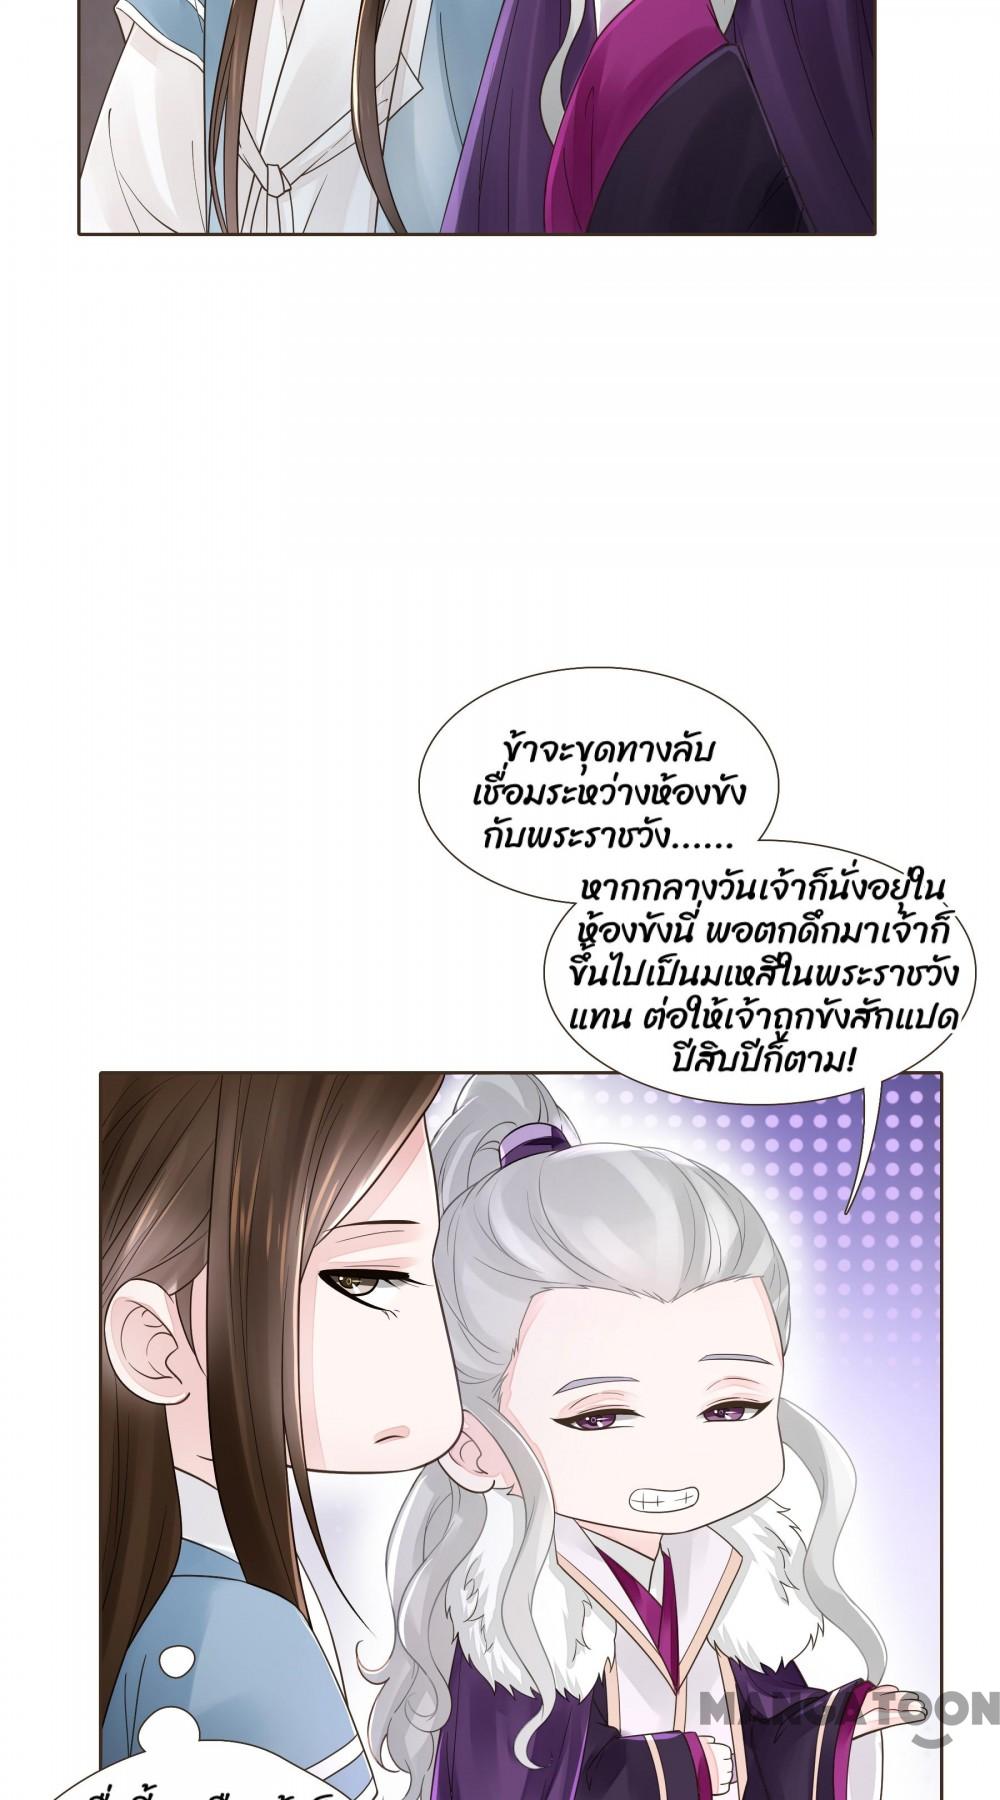 ข้าจะขุดทางลับ
เชื่อมระหว่างห้องขัง
กับพระราชวัง......
หากกลางวันเจ้าก็นั่งอยู่ใน
ห้องขังนี่ พอตกดึกมาเจ้าก็
ขึ้นไปเป็นมเหสีในพระราชวัง
แทน ต่อให้เจ้าถูกขังสักแปด
ปีสิบปีก็ตาม!
MANGATOON